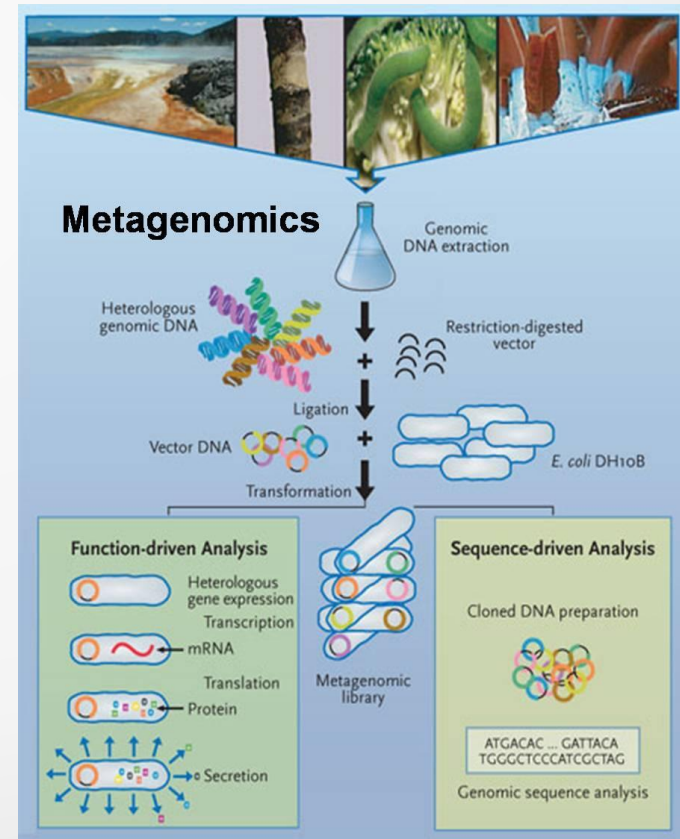 Metagenomics
Genomic
DNA extraction
Heterologous
genomic DNA
+
Restriction-digested
vector
Ligation
Vector DNA
+
E. coli DH10B
Transformation
Function-driven Analysis
Heterologous
gene expression
Transcription
mRNA
Translation
Protein
Secretion
Metagenomic
library
Sequence-driven Analysis
Cloned DNA preparation
ATGACAC ... GATTACA
TGGGCTCCCATCGCTAG
Genomic sequence analysis